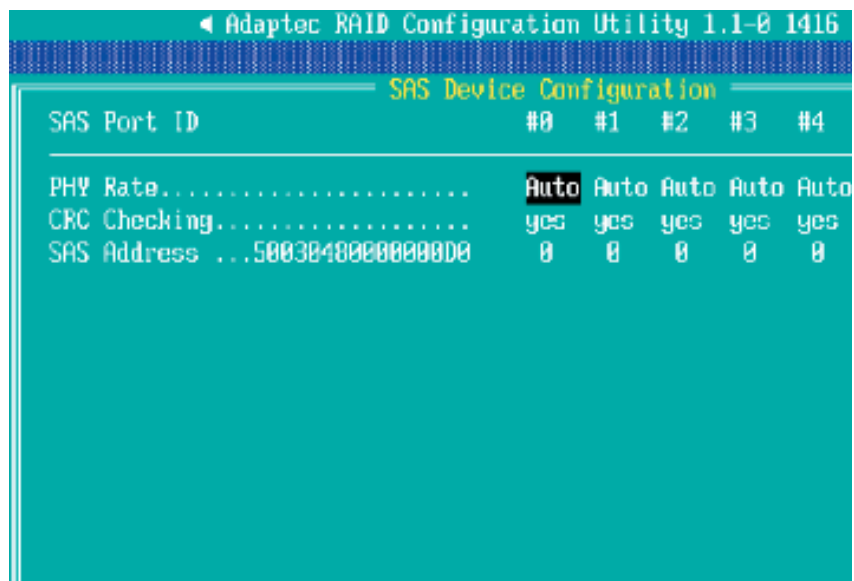 ◄ Adaptec RAID Configuration Utility 1.1-0 1416
SAS Device Configuration
SAS Port ID #0 #1 #2 #3 #4
PHY Rate....................... Auto Auto Auto Auto Auto
CRC Checking................... yes yes yes yes yes
SAS Address ...50030480000000D0 0 0 0 0 0